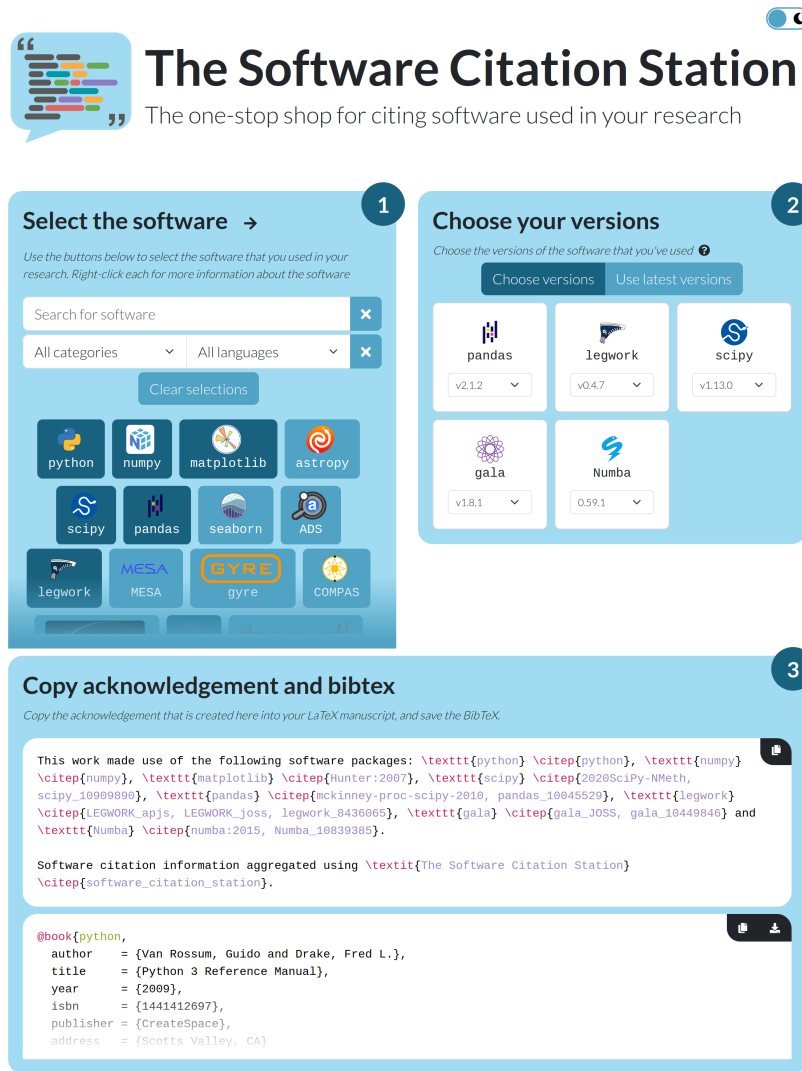 The Software Citation Station
The one-stop shop for citing software used in your research
1
Select the software →
Use the buttons below to select the software that you used in your
research. Right-click each for more information about the software
Search for software
All categories
All languages
Clear selections
python
numpy
matplotlib
astropy
scipy
pandas
seaborn
a
ADS
legwork
MESA
MESA
GYRE
gyre
COMPAS
2
Choose your versions
Choose the versions of the software that you've used ?
Choose versions
Use latest versions
pandas
v2.1.2
legwork
v0.4.7
scipy
v1.13.0
gala
v1.8.1
Numba
0.59.1
3
Copy acknowledgement and bibtex
Copy the acknowledgement that is created here into your LaTeX manuscript, and save the BibTeX.
This work made use of the following software packages: \texttt{python} \citep{python}, \texttt{numpy}
\citep{numpy}, \texttt{matplotlib} \citep{Hunter:2007}, \texttt{scipy} \citep{2020SciPy-NMeth,
scipy_10909890}, \texttt{pandas} \citep{mckinney-proc-scipy-2010, pandas_10045529}, \texttt{legwork}
\citep{LEGWORK_apjs, LEGWORK_joss, legwork_8436065}, \texttt{gala} \citep{gala_JOSS, gala_10449846} and
\texttt{Numba} \citep{numba:2015, Numba_10839385}.
Software citation information aggregated using \textit{The Software Citation Station}
\citep{software_citation_station}.
@book{python,
author    = {Van Rossum, Guido and Drake, Fred L.},
title     = {Python 3 Reference Manual},
year      = {2009},
isbn      = {1441412697},
publisher = {CreateSpace},
address   = {Scotts Valley, CA}